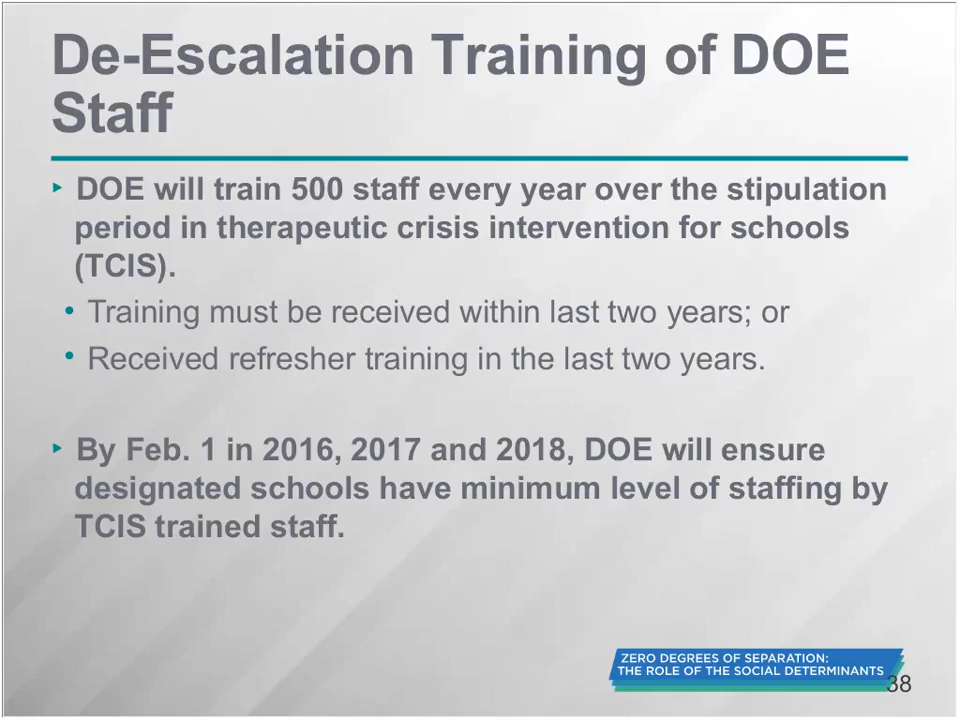 De-Escalation Training of DOE
Staff
‣ DOE will train 500 staff every year over the stipulation
period in therapeutic crisis intervention for schools
(TCIS).
• Training must be received within last two years; or
• Received refresher training in the last two years.
‣ By Feb. 1 in 2016, 2017 and 2018, DOE will ensure
designated schools have minimum level of staffing by
TCIS trained staff.
ZERO DEGREES OF SEPARATION:
THE ROLE OF THE SOCIAL DETERMINANTS
38